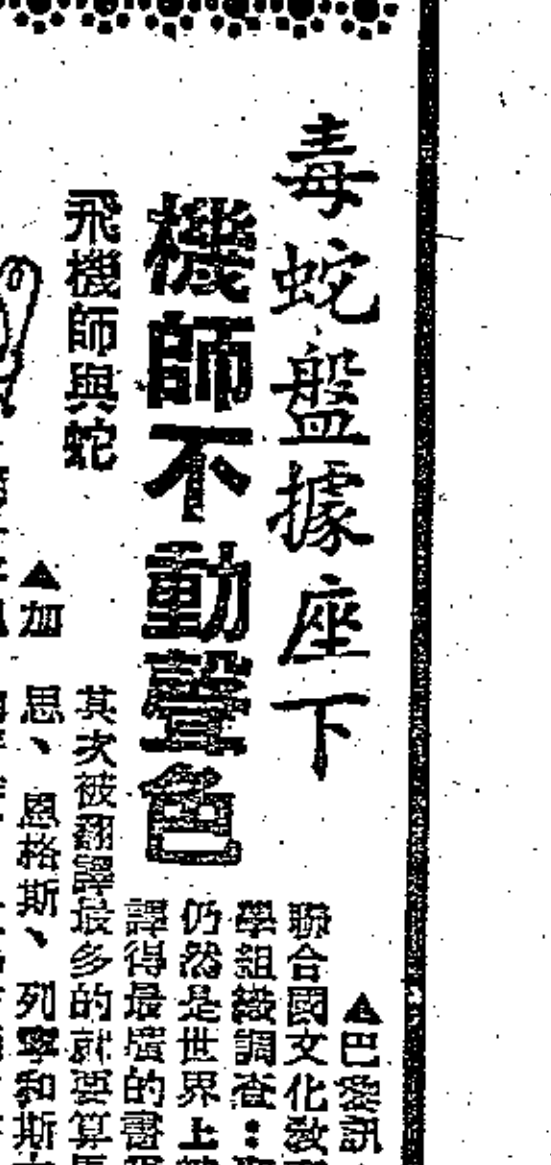 毒蛇盤據座下
機師不動聲色
飛機師與蛇
▲巴黎訊
聯合國文化教
學組織調查：
仍然是世界上
譯得最廣的書
其次被翻譯最多的就要算馬
思、恩格斯、列寧和斯大
▲加